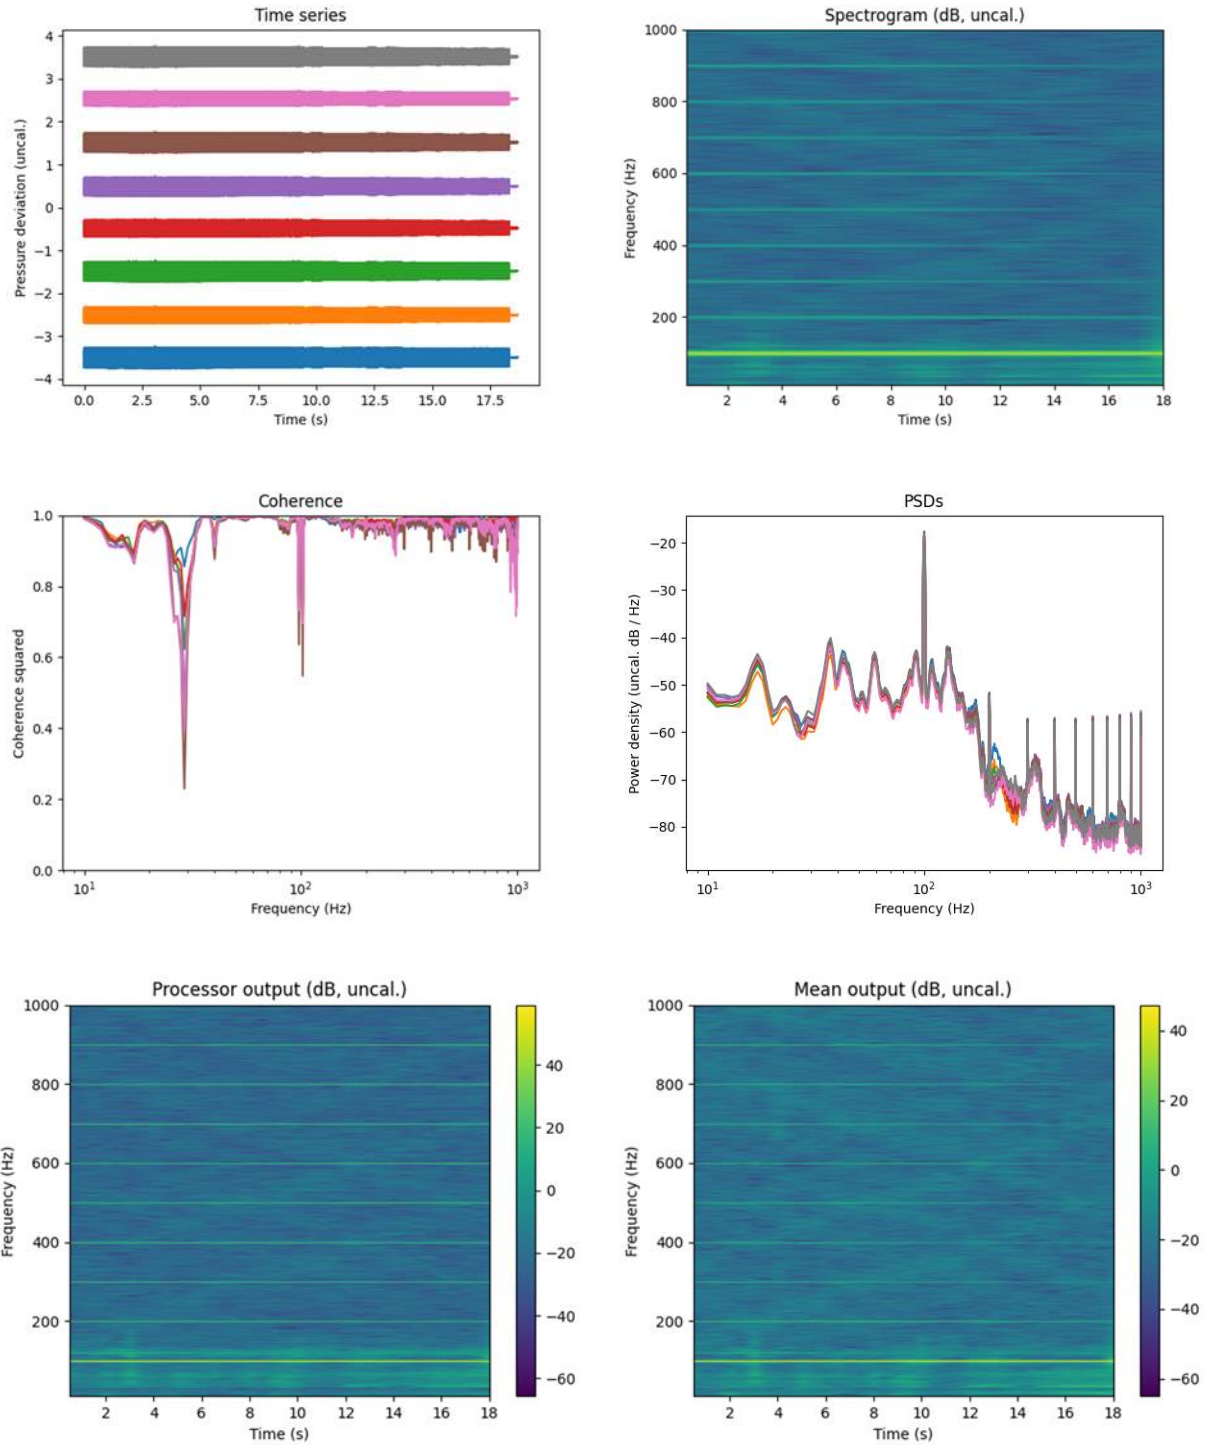 Time series
Pressure deviation (uncal.)
4
3
2
1
0
−1
−2
−3
−4
0.0 2.5 5.0 7.5 10.0 12.5 15.0 17.5
Time (s)
Spectrogram (dB, uncal.)
Frequency (Hz)
1000
800
600
400
200
2 4 6 8 10 12 14 16 18
Time (s)
Coherence
Coherence squared
1.0
0.8
0.6
0.4
0.2
0.0
10¹ 10² 10³
Frequency (Hz)
PSDs
Power density (uncal. dB / Hz)
−20
−30
−40
−50
−60
−70
−80
10¹ 10² 10³
Frequency (Hz)
Processor output (dB, uncal.)
Frequency (Hz)
1000
800
600
400
200
2 4 6 8 10 12 14 16 18
Time (s)
40
20
0
−20
−40
−60
Mean output (dB, uncal.)
Frequency (Hz)
1000
800
600
400
200
2 4 6 8 10 12 14 16 18
Time (s)
40
20
0
−20
−40
−60